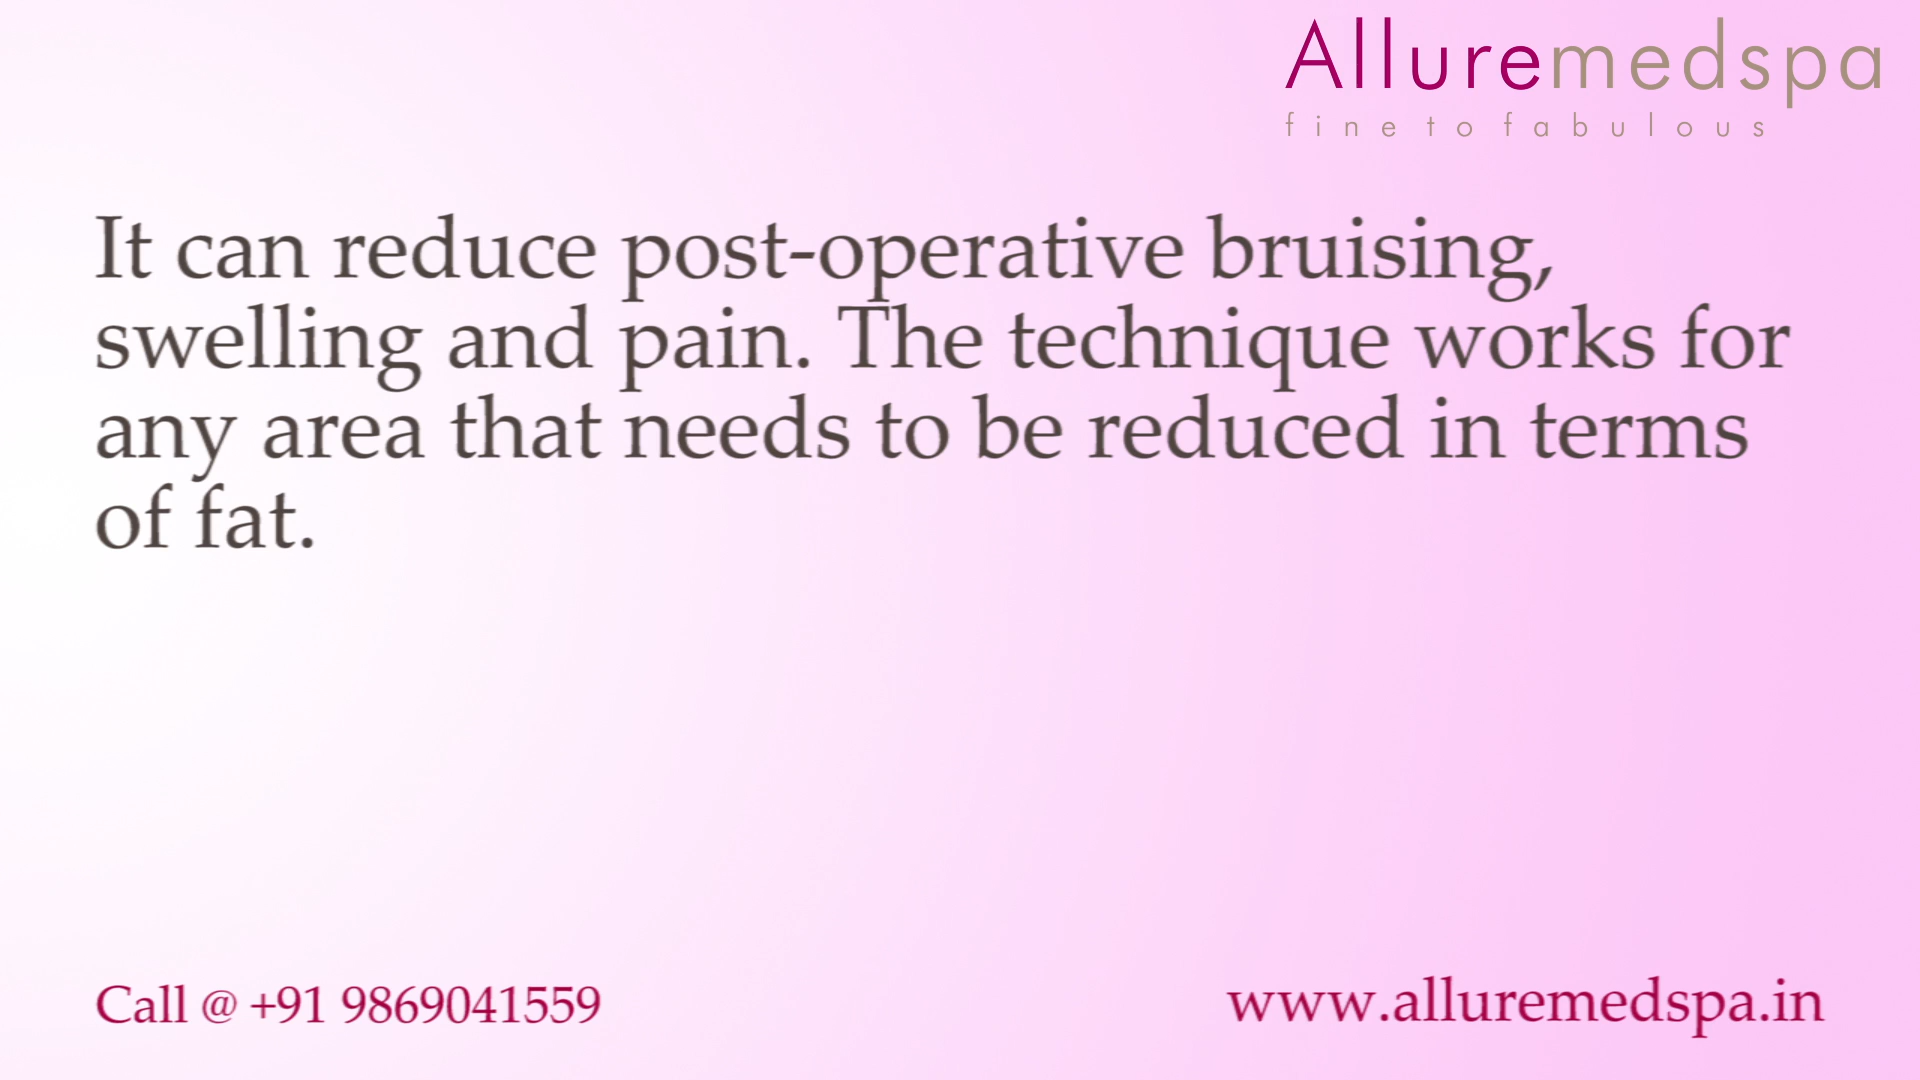 Alluremedspa
fine to fabulous
It can reduce post-operative bruising,
swelling and pain. The technique works for
any area that needs to be reduced in terms
of fat.
Call @ +91 9869041559
www.alluremedspa.in